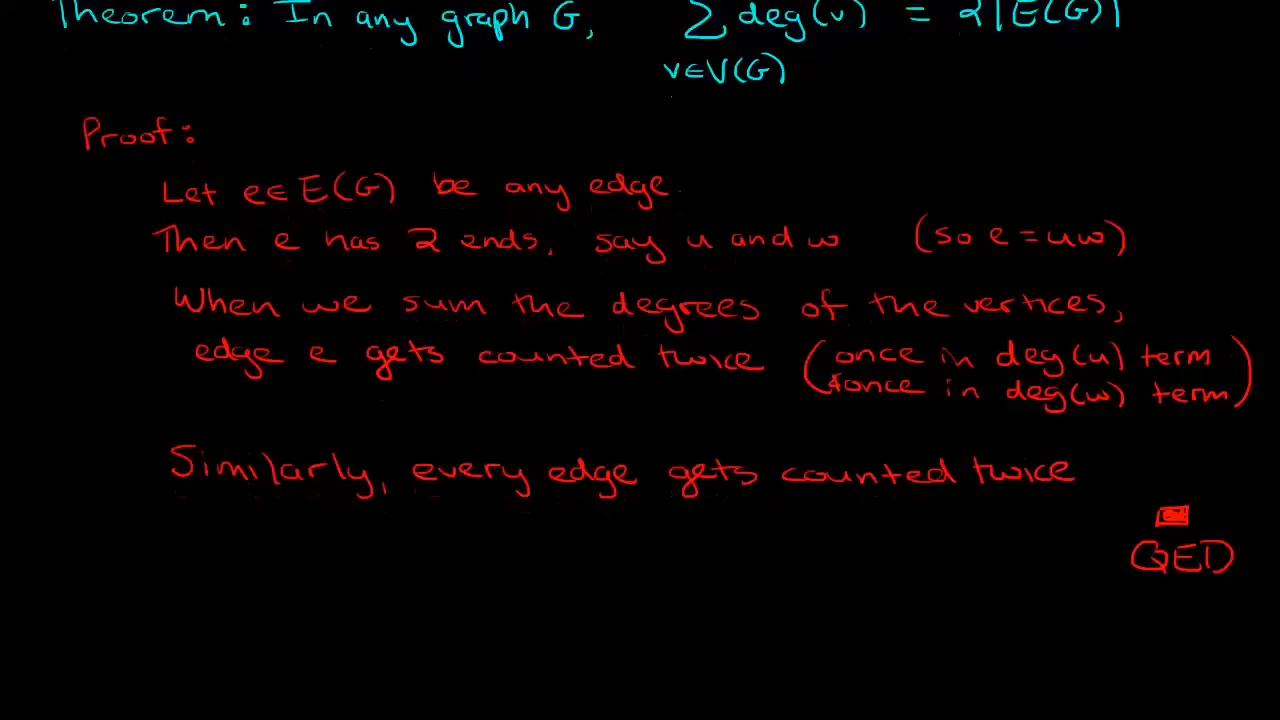 Theorem: In any graph G, ∑ deg(v) = 2|E(G)|
v∈V(G)
Proof:
Let e∈E(G) be any edge.
Then e has 2 ends, say u and w (so e=uw)
When we sum the degrees of the vertices,
edge e gets counted twice (once in deg(u) term
& once in deg(w) term)
Similarly, every edge gets counted twice
QED